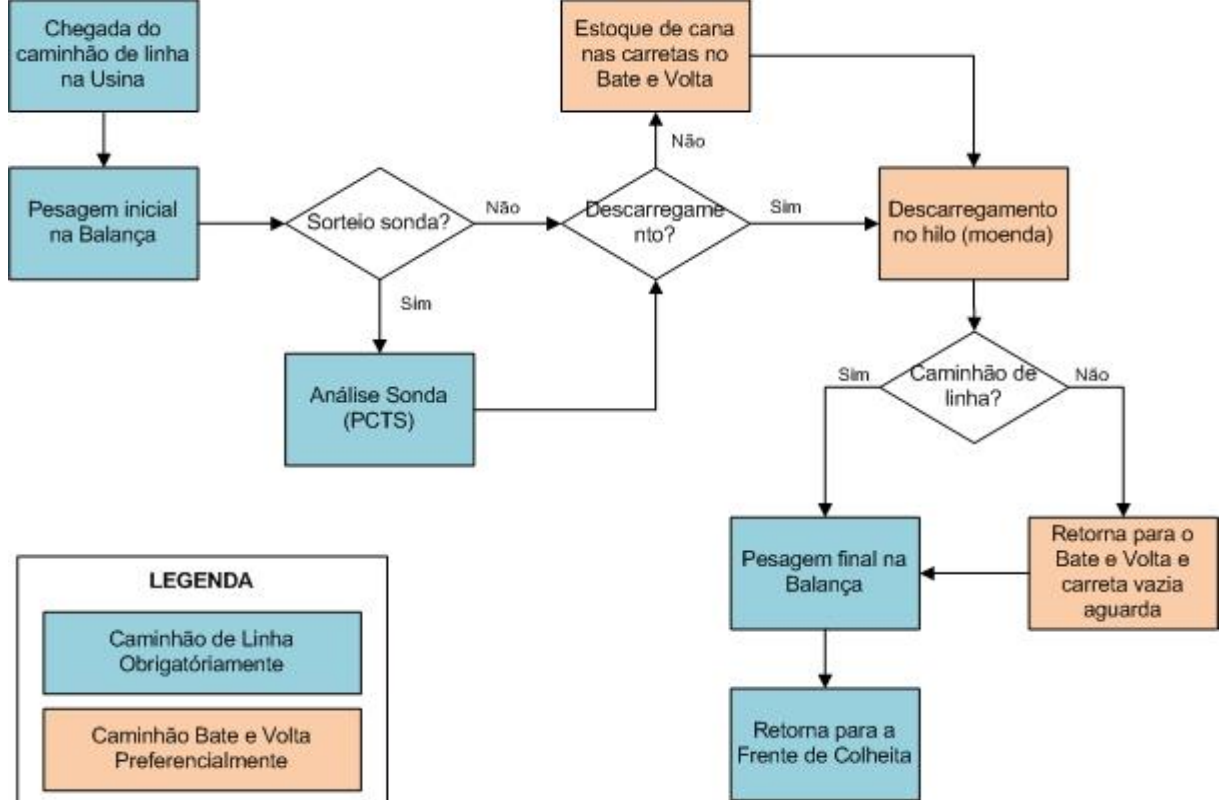 Chegada do
caminhão de linha
na Usina
Estoque de cana
nas carretas no
Bate e Volta
Não
Pesagem inicial
na Balança
Sorteio sonda?
Não
Descarregame
nto?
Sim
Descarregamento
no hilo (moenda)
Sim
Análise Sonda
(PCTS)
Sim
Caminhão de
linha?
Não
Pesagem final na
Balança
Retorna para o
Bate e Volta e
carreta vazia
aguarda
Retorna para a
Frente de Colheita
LEGENDA
Caminhão de Linha
Obrigatóriamente
Caminhão Bate e Volta
Preferencialmente